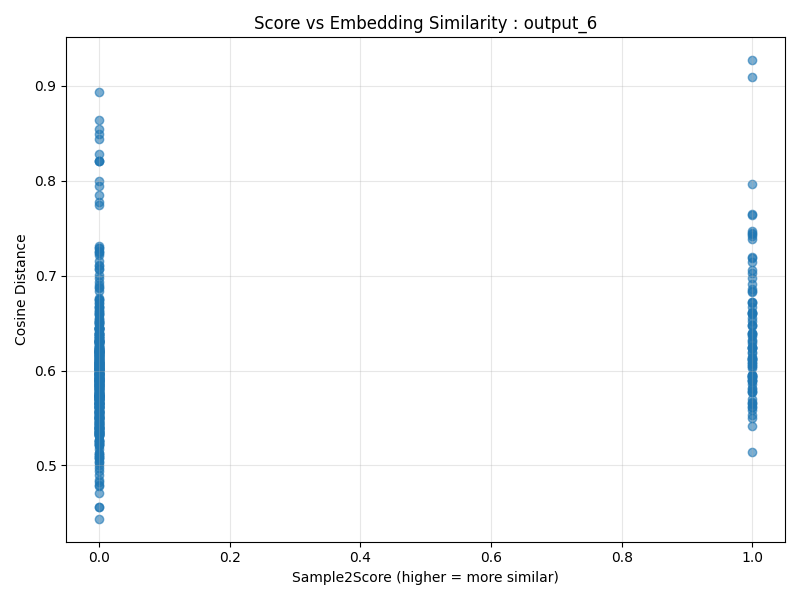 Score vs Embedding Similarity : output_6
Cosine Distance
0.9
0.8
0.7
0.6
0.5
0.0 0.2 0.4 0.6 0.8 1.0
Sample2Score (higher = more similar)